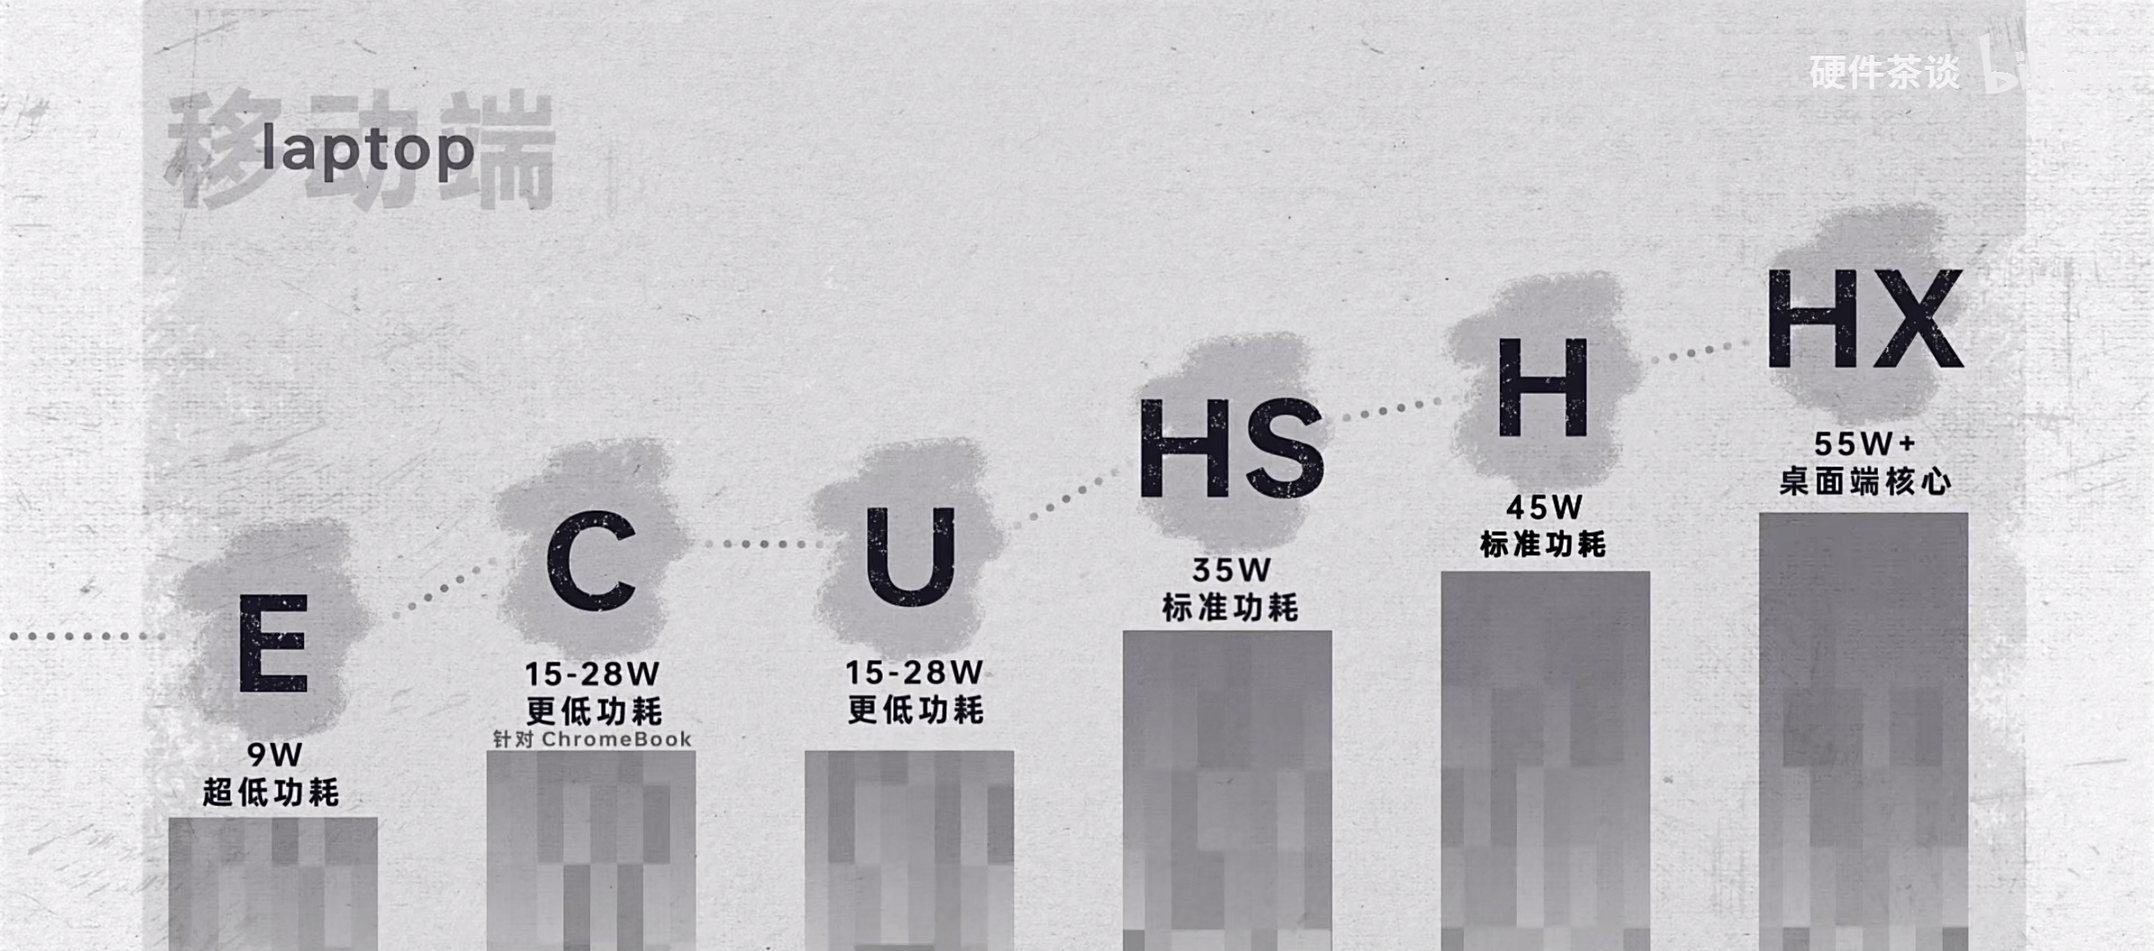 硬件茶谈
移动端
laptop
E
9W
超低功耗
C
15-28W
更低功耗
针对 ChromeBook
U
15-28W
更低功耗
HS
35W
标准功耗
H
45W
标准功耗
HX
55W+
桌面端核心